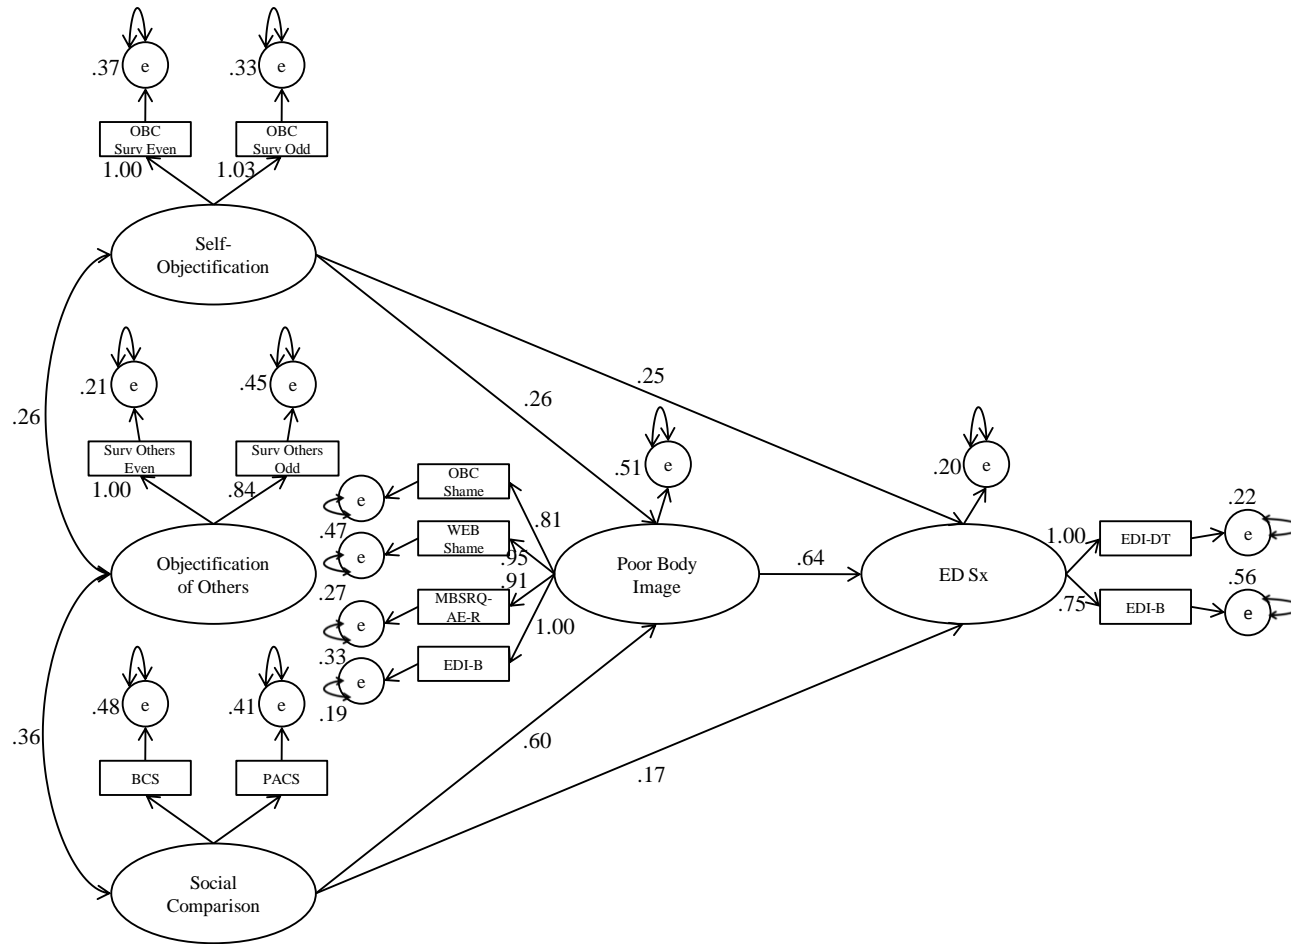 .37
e
.33
e
OBC
Surv Even
OBC
Surv Odd
1.00
1.03
Self-
Objectification
.21
e
.45
e
.25
.26
.26
Surv Others
Even
Surv Others
Odd
1.00
.84
.51
e
.20
e
OBC
Shame
e
.47
.81
WEB
Shame
e
.95
.27
.91
MBSRQ-
AE-R
e
.33
1.00
EDI-B
e
.19
Objectification
of Others
Poor Body
Image
.64
ED Sx
1.00
EDI-DT
.22
e
.75
EDI-B
.56
e
.48
e
.41
e
.36
.60
.17
BCS
PACS
Social
Comparison